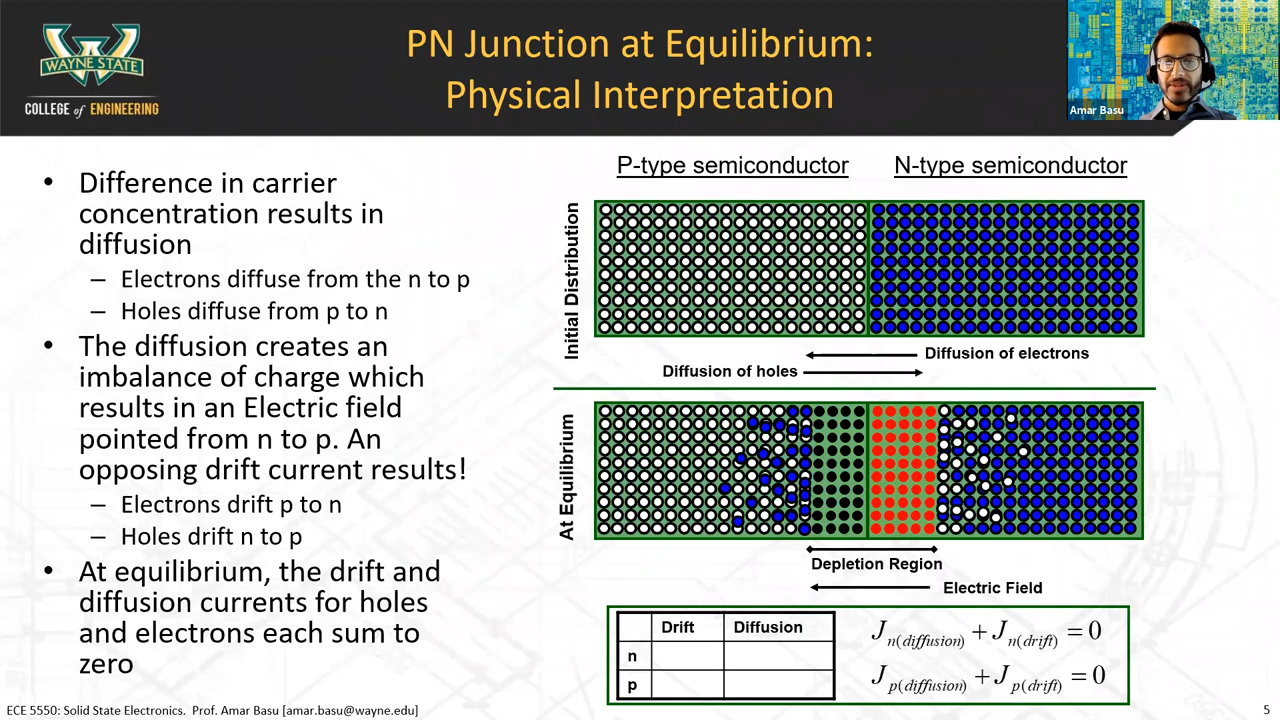 WAYNE STATE
COLLEGE of ENGINEERING
PN Junction at Equilibrium:
Physical Interpretation
Amar Basu
• Difference in carrier
concentration results in
diffusion
– Electrons diffuse from the n to p
– Holes diffuse from p to n
• The diffusion creates an
imbalance of charge which
results in an Electric field
pointed from n to p. An
opposing drift current results!
– Electrons drift p to n
– Holes drift n to p
• At equilibrium, the drift and
diffusion currents for holes
and electrons each sum to
zero
P-type semiconductor N-type semiconductor
Initial Distribution
Diffusion of electrons
Diffusion of holes
At Equilibrium
Depletion Region
Electric Field
Drift Diffusion
n
p
J n(diffusion) + J n(drift) = 0
J p(diffusion) + J p(drift) = 0
ECE 5550: Solid State Electronics. Prof. Amar Basu [amar.basu@wayne.edu]
5